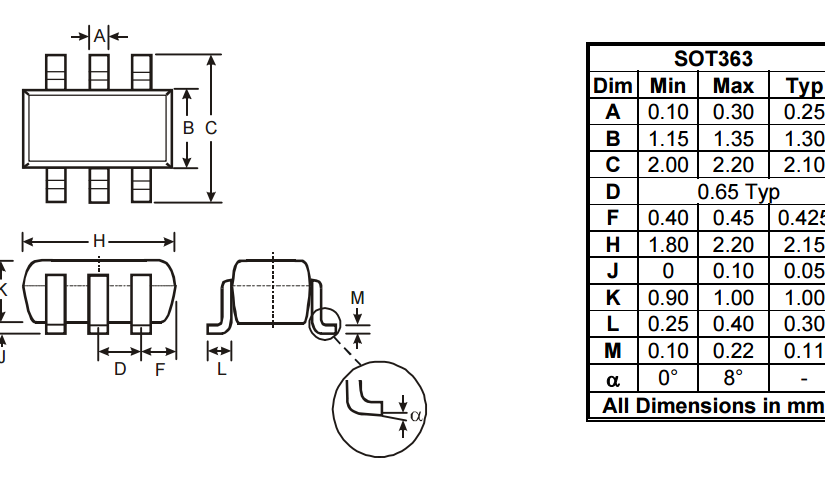 A
B C
H
K
J
D F
L
M
α
SOT363
Dim Min Max Typ
A 0.10 0.30 0.25
B 1.15 1.35 1.30
C 2.00 2.20 2.10
D 0.65 Typ
F 0.40 0.45 0.425
H 1.80 2.20 2.15
J 0 0.10 0.05
K 0.90 1.00 1.00
L 0.25 0.40 0.30
M 0.10 0.22 0.11
α 0° 8° -
All Dimensions in mm